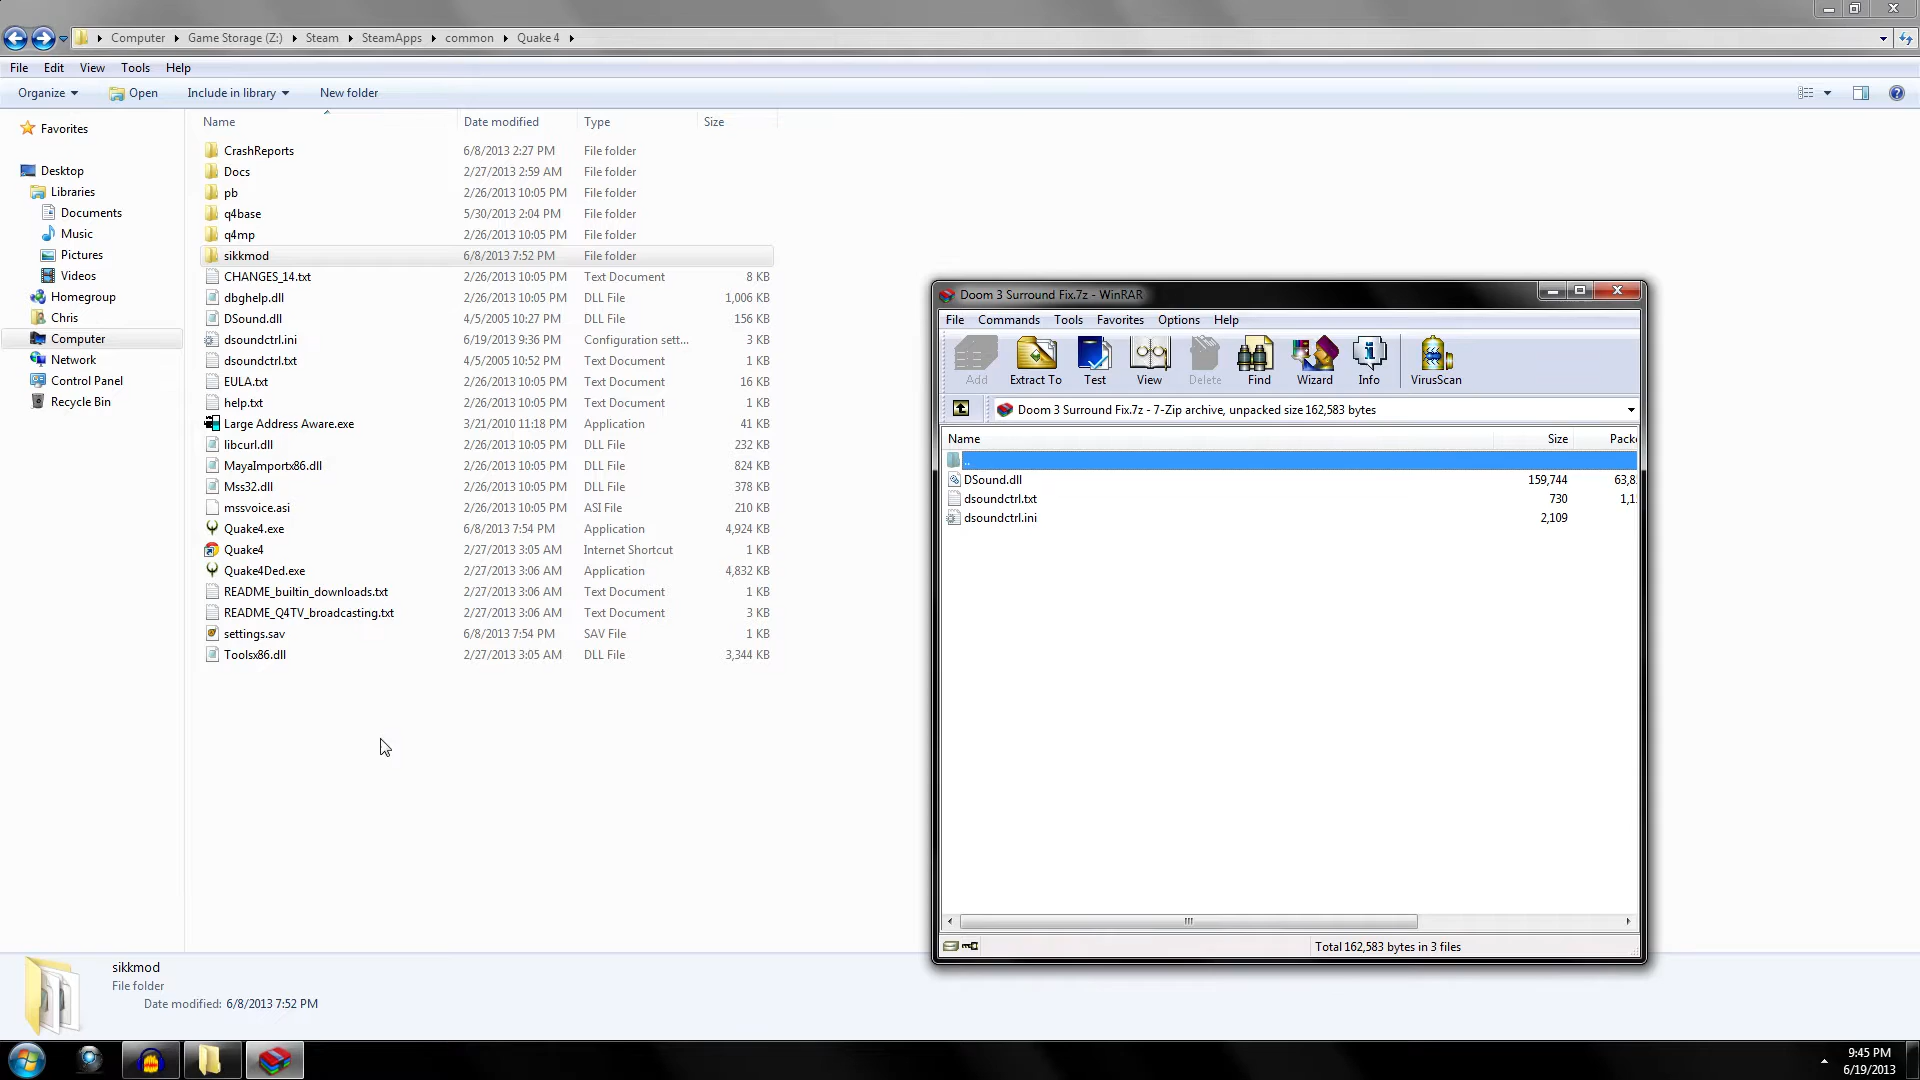 Computer Game Storage (Z:) Steam SteamApps common Quake 4
File Edit View Tools Help
Organize Open Include in library New folder
Name Date modified Type Size
Favorites
Desktop
Libraries
Documents
Music
Pictures
Videos
Homegroup
Chris
Computer
Network
Control Panel
Recycle Bin
CrashReports 6/8/2013 2:27 PM File folder
Docs 2/27/2013 2:59 AM File folder
pb 2/26/2013 10:05 PM File folder
q4base 5/30/2013 2:04 PM File folder
q4mp 2/26/2013 10:05 PM File folder
sikkmod 6/8/2013 7:52 PM File folder
CHANGES_14.txt 2/26/2013 10:05 PM Text Document 8 KB
dbghelp.dll 2/26/2013 10:05 PM DLL File 1,006 KB
DSound.dll 4/5/2005 10:27 PM DLL File 156 KB
dsoundctrl.ini 6/19/2013 9:36 PM Configuration sett... 3 KB
dsoundctrl.txt 4/5/2005 10:52 PM Text Document 1 KB
EULA.txt 2/26/2013 10:05 PM Text Document 16 KB
help.txt 2/26/2013 10:05 PM Text Document 1 KB
Large Address Aware.exe 3/21/2010 11:18 PM Application 41 KB
libcurl.dll 2/26/2013 10:05 PM DLL File 232 KB
MayaImportx86.dll 2/26/2013 10:05 PM DLL File 824 KB
Mss32.dll 2/26/2013 10:05 PM DLL File 378 KB
mssvoice.asi 2/26/2013 10:05 PM ASI File 210 KB
Quake4.exe 6/8/2013 7:54 PM Application 4,924 KB
Quake4 2/27/2013 3:05 AM Internet Shortcut 1 KB
Quake4Ded.exe 2/27/2013 3:06 AM Application 4,832 KB
README_builtin_downloads.txt 2/27/2013 3:06 AM Text Document 1 KB
README_Q4TV_broadcasting.txt 2/27/2013 3:06 AM Text Document 3 KB
settings.sav 6/8/2013 7:54 PM SAV File 1 KB
Toolsx86.dll 2/27/2013 3:05 AM DLL File 3,344 KB
Doom 3 Surround Fix.7z - WinRAR
File Commands Tools Favorites Options Help
Add Extract To Test View Delete Find Wizard Info VirusScan
Doom 3 Surround Fix.7z - 7-Zip archive, unpacked size 162,583 bytes
Name Size Packe
..
DSound.dll 159,744 63,8
dsoundctrl.txt 730 1,1
dsoundctrl.ini 2,109
Total 162,583 bytes in 3 files
sikkmod
File folder
Date modified: 6/8/2013 7:52 PM
9:45 PM
6/19/2013